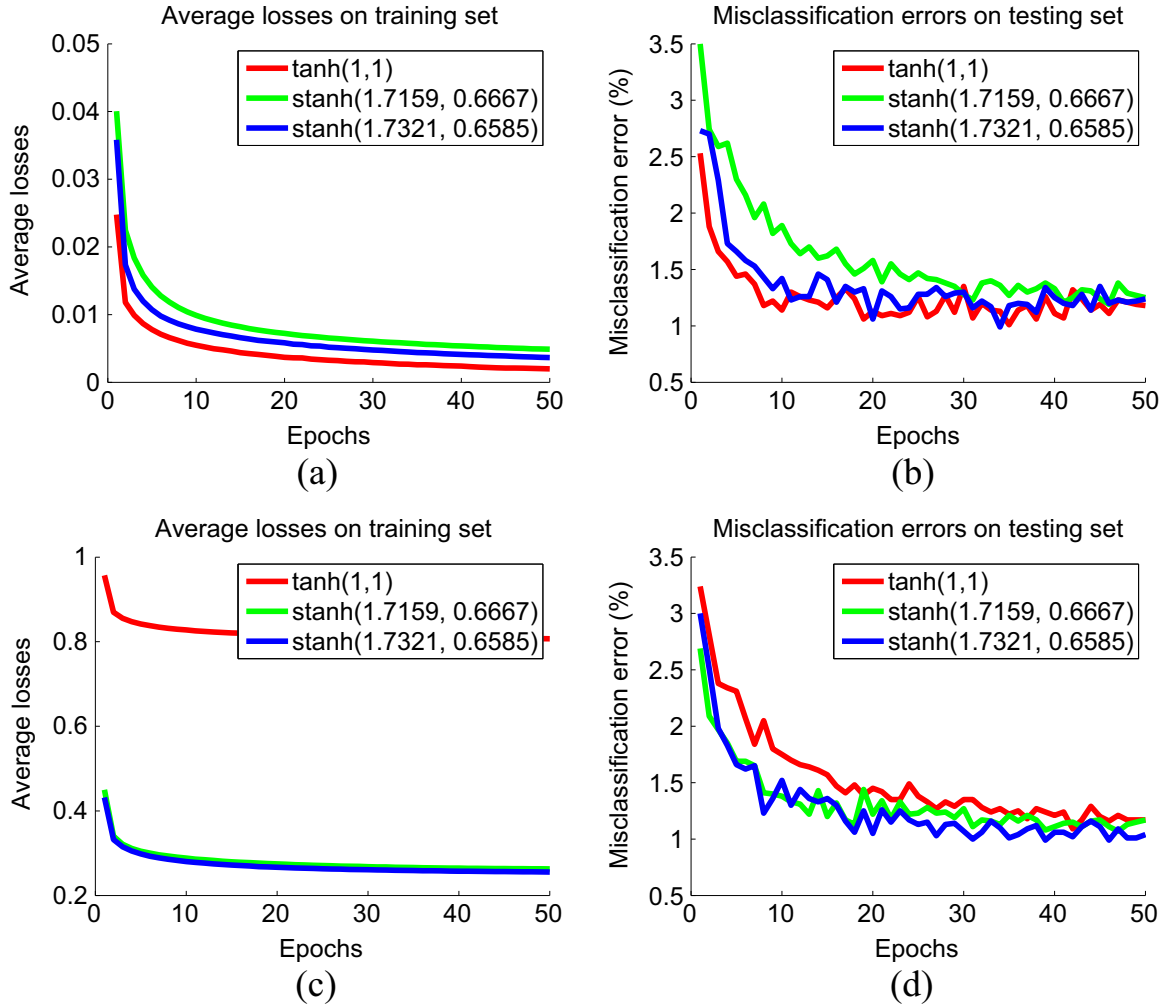 Average losses on training set
0.05
0.04
0.03
0.02
0.01
0
Average losses
tanh(1,1)
stanh(1.7159, 0.6667)
stanh(1.7321, 0.6585)
0 10 20 30 40 50
Epochs
(a)
Misclassification errors on testing set
3.5
3
2.5
2
1.5
1
0.5
Misclassification error (%)
tanh(1,1)
stanh(1.7159, 0.6667)
stanh(1.7321, 0.6585)
0 10 20 30 40 50
Epochs
(b)
Average losses on training set
1
0.8
0.6
0.4
0.2
Average losses
tanh(1,1)
stanh(1.7159, 0.6667)
stanh(1.7321, 0.6585)
0 10 20 30 40 50
Epochs
(c)
Misclassification errors on testing set
3.5
3
2.5
2
1.5
1
0.5
Misclassification error (%)
tanh(1,1)
stanh(1.7159, 0.6667)
stanh(1.7321, 0.6585)
0 10 20 30 40 50
Epochs
(d)